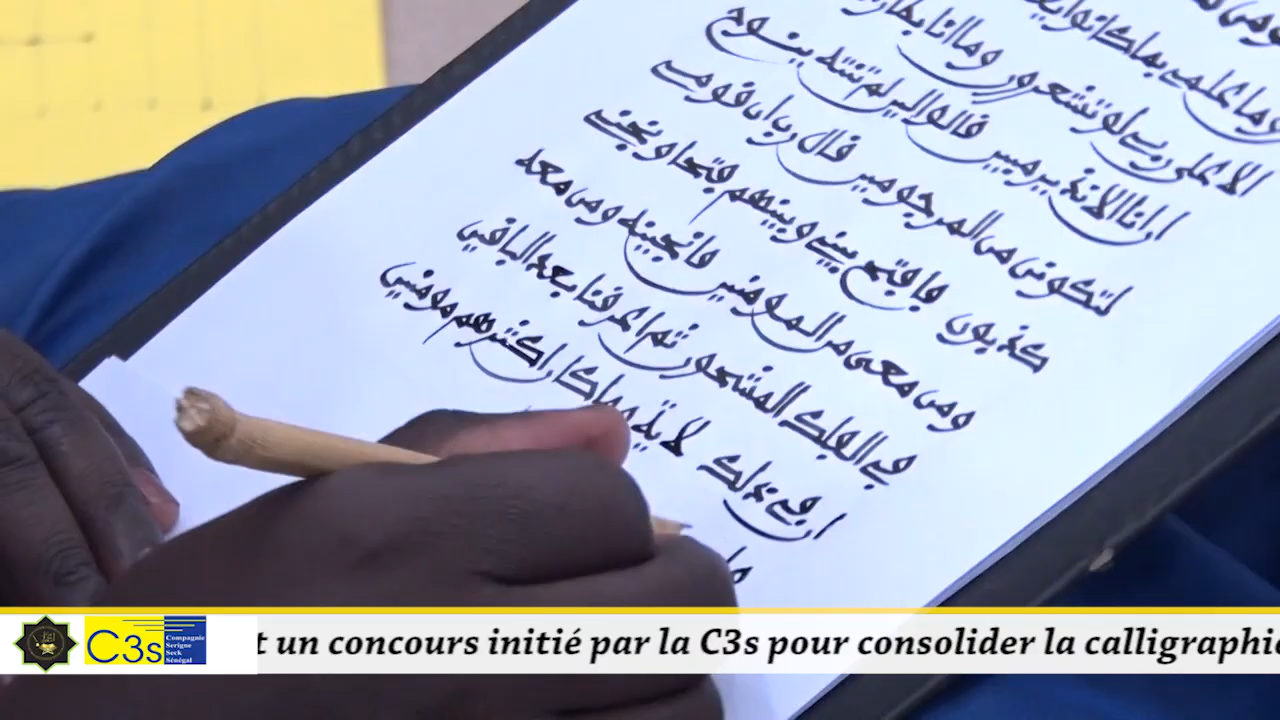 وما علمي بما كانوا
الا على ربي لو تشعرون وما انا بطارد
ان انا الا نذير مبين قالوا لين لم تنته ينوح
لتكونن من المرجومين قال رب ان قومي
كذبون فافتح بيني وبينهم فتحا ونجني
ومن معي من المومنين فانجينه ومن معه
في الفلك المشحون ثم اغرقنا بعد الباقين
ان في ذلك لاية وما كان اكثرهم مومنين
C3s Compagnie Serigne Seck Sénégal
t un concours initié par la C3s pour consolider la calligraphie